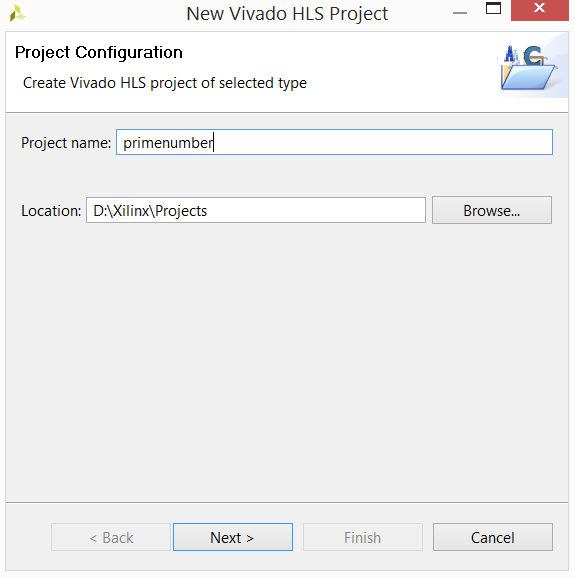 New Vivado HLS Project
Project Configuration
Create Vivado HLS project of selected type
Project name: primenumber
Location: D:\Xilinx\Projects Browse...
< Back Next > Finish Cancel